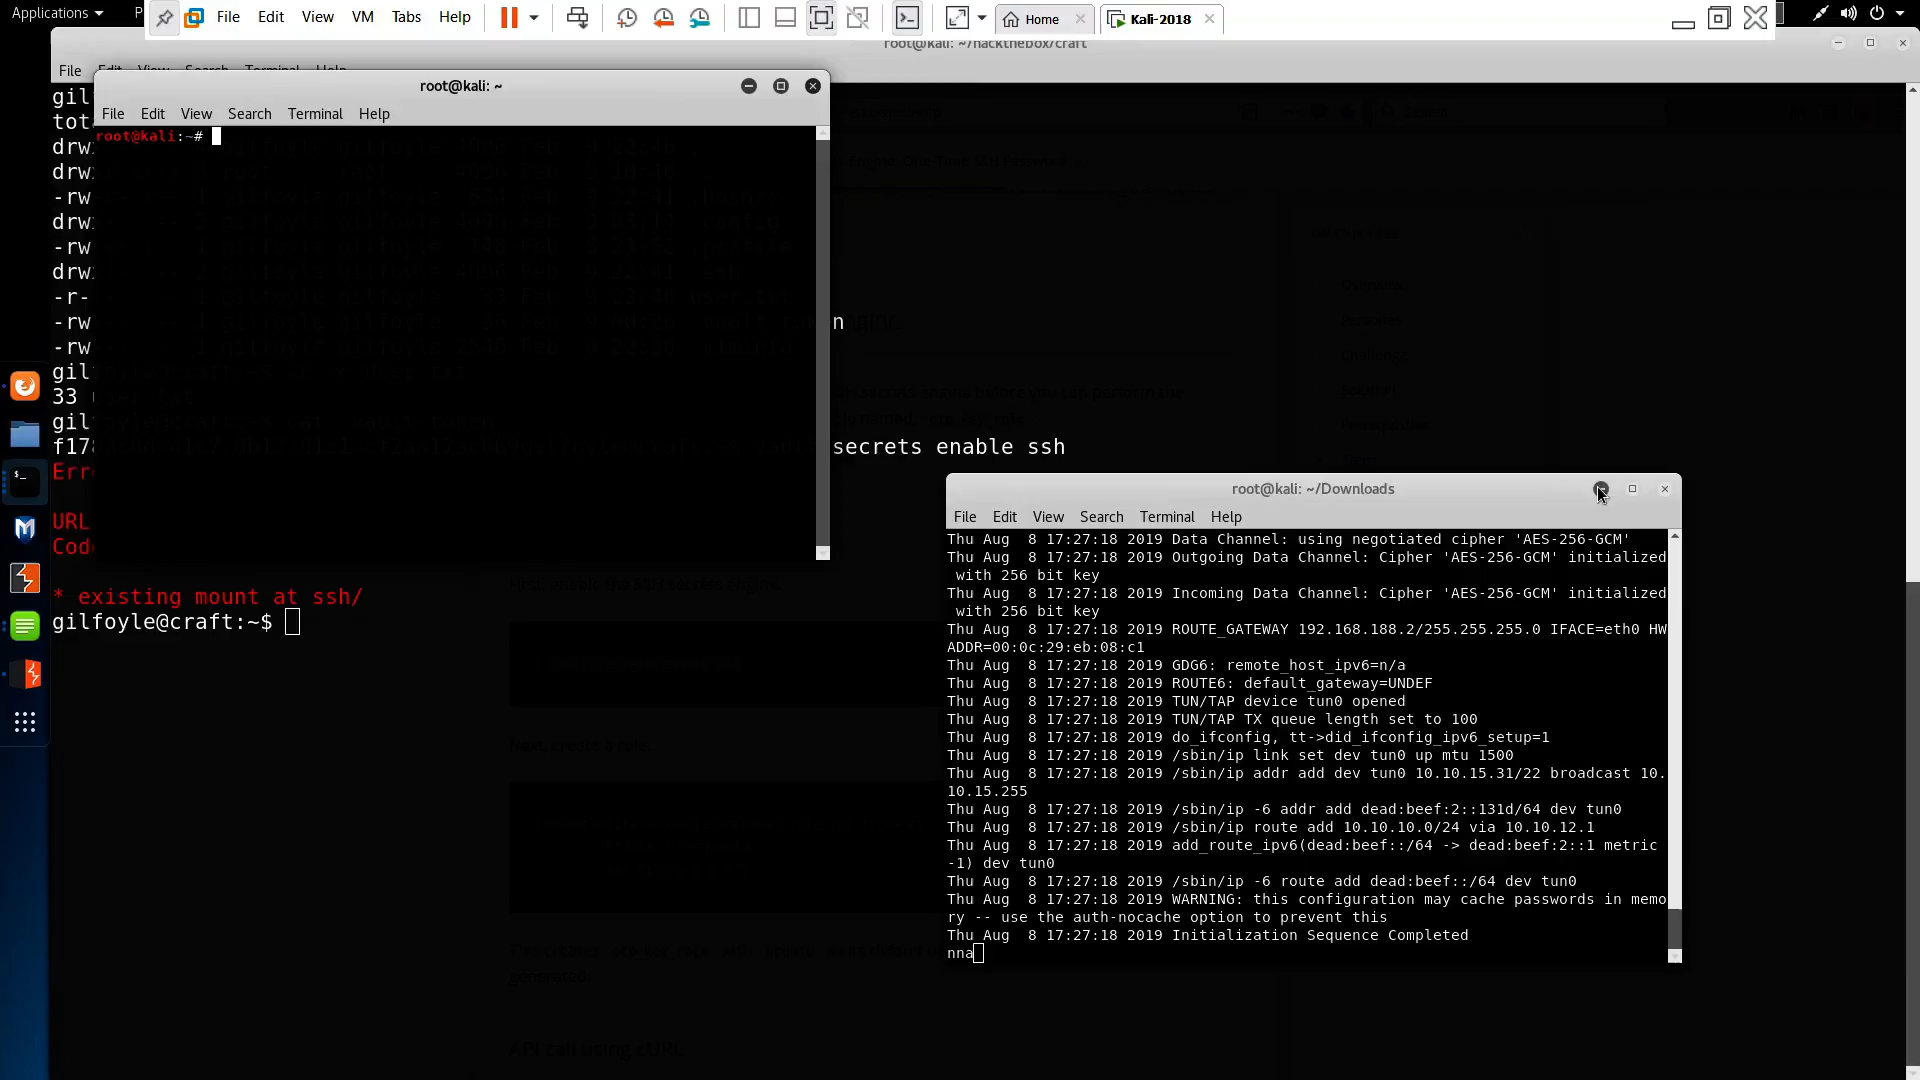 Applications
File Edit View VM Tabs Help
Home
Kali-2018
root@kali: ~/hackthebox/craft
File Edit View Search Terminal Help
root@kali: ~
File Edit View Search Terminal Help
root@kali:~#
gil
tot
drw
drw
-rw
drw
-rw
drw
-r-
-rw
n
-rw
gil
33
gil
f178
secrets enable ssh
Err
URL
Cod
* existing mount at ssh/
gilfoyle@craft:~$
root@kali: ~/Downloads
File Edit View Search Terminal Help
Thu Aug  8 17:27:18 2019 Data Channel: using negotiated cipher 'AES-256-GCM'
Thu Aug  8 17:27:18 2019 Outgoing Data Channel: Cipher 'AES-256-GCM' initialized
with 256 bit key
Thu Aug  8 17:27:18 2019 Incoming Data Channel: Cipher 'AES-256-GCM' initialized
with 256 bit key
Thu Aug  8 17:27:18 2019 ROUTE_GATEWAY 192.168.188.2/255.255.255.0 IFACE=eth0 HW
ADDR=00:0c:29:eb:08:c1
Thu Aug  8 17:27:18 2019 GDG6: remote_host_ipv6=n/a
Thu Aug  8 17:27:18 2019 ROUTE6: default_gateway=UNDEF
Thu Aug  8 17:27:18 2019 TUN/TAP device tun0 opened
Thu Aug  8 17:27:18 2019 TUN/TAP TX queue length set to 100
Thu Aug  8 17:27:18 2019 do_ifconfig, tt->did_ifconfig_ipv6_setup=1
Thu Aug  8 17:27:18 2019 /sbin/ip link set dev tun0 up mtu 1500
Thu Aug  8 17:27:18 2019 /sbin/ip addr add dev tun0 10.10.15.31/22 broadcast 10.
10.15.255
Thu Aug  8 17:27:18 2019 /sbin/ip -6 addr add dead:beef:2::131d/64 dev tun0
Thu Aug  8 17:27:18 2019 /sbin/ip route add 10.10.10.0/24 via 10.10.12.1
Thu Aug  8 17:27:18 2019 add_route_ipv6(dead:beef::/64 -> dead:beef:2::1 metric
-1) dev tun0
Thu Aug  8 17:27:18 2019 /sbin/ip -6 route add dead:beef::/64 dev tun0
Thu Aug  8 17:27:18 2019 WARNING: this configuration may cache passwords in memo
ry -- use the auth-nocache option to prevent this
Thu Aug  8 17:27:18 2019 Initialization Sequence Completed
nna
Next, create a role.
generated.
API call using cURL